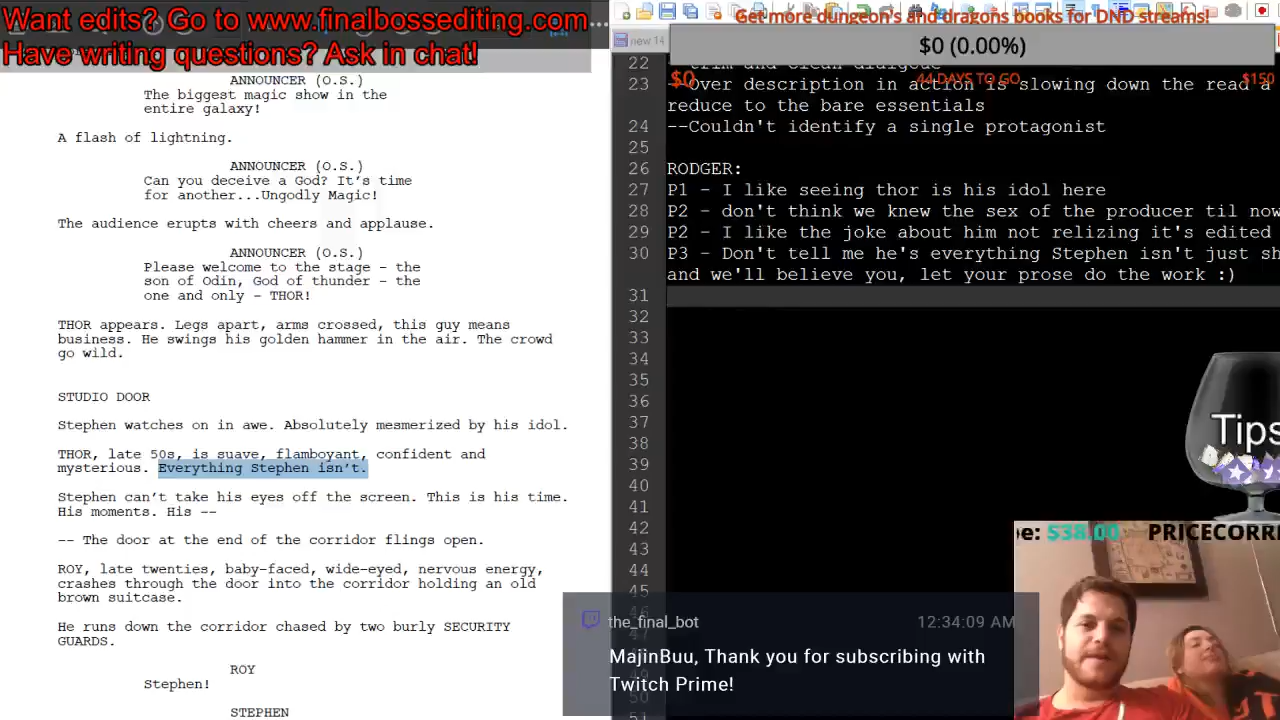 Want edits? Go to www.finalbossediting.com
Have writing questions? Ask in chat!
ANNOUNCER (O.S.)
The biggest magic show in the
entire galaxy!
A flash of lightning.
ANNOUNCER (O.S.)
Can you deceive a God? It's time
for another...Ungodly Magic!
The audience erupts with cheers and applause.
ANNOUNCER (O.S.)
Please welcome to the stage - the
son of Odin, God of thunder - the
one and only - THOR!
THOR appears. Legs apart, arms crossed, this guy means
business. He swings his golden hammer in the air. The crowd
go wild.
STUDIO DOOR
Stephen watches on in awe. Absolutely mesmerized by his idol.
THOR, late 50s, is suave, flamboyant, confident and
mysterious. Everything Stephen isn't.
Stephen can't take his eyes off the screen. This is his time.
His moments. His --
-- The door at the end of the corridor flings open.
ROY, late twenties, baby-faced, wide-eyed, nervous energy,
crashes through the door into the corridor holding an old
brown suitcase.
He runs down the corridor chased by two burly SECURITY
GUARDS.
ROY
Stephen!
STEPHEN
Get more dungeon's and dragons books for DND streams!
new 14
$0 (0.00%)
$0
44 DAYS TO GO
$150
22
23 --Over description in action is slowing down the read a
reduce to the bare essentials
24 --Couldn't identify a single protagonist
25
26 RODGER:
27 P1 - I like seeing thor is his idol here
28 P2 - don't think we knew the sex of the producer til now
29 P2 - I like the joke about him not relizing it's edited
30 P3 - Don't tell me he's everything Stephen isn't just sh
and we'll believe you, let your prose do the work :)
31
32
33
34
35
36
37
38
39
40
41
42
43
44
45
Tips
$38.00 PRICECORR
the_final_bot 12:34:09 AM
MajinBuu, Thank you for subscribing with
Twitch Prime!